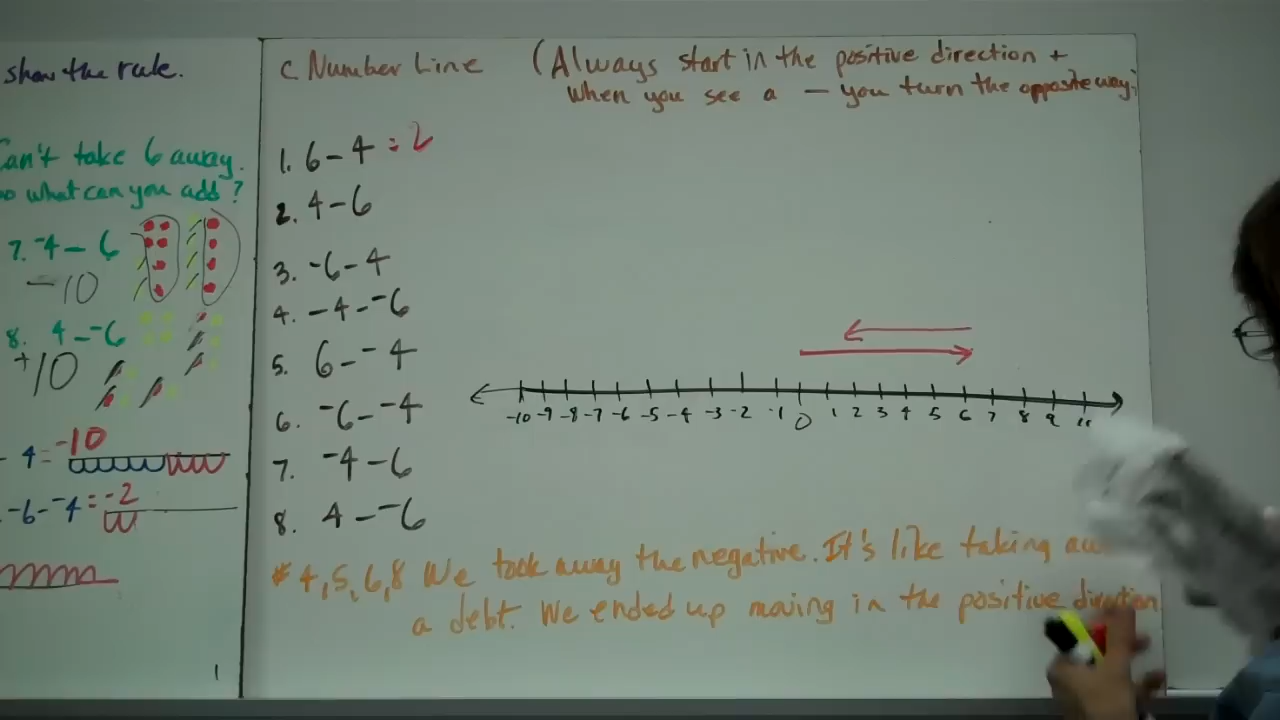 show the rule.
Can't take 6 away.
so what can you add?
7. -4 - 6
-10
8. 4 - -6
+10
- 4 = -10
-6 - -4 = -2
C Number Line (Always start in the positive direction +
when you see a — you turn the opposite way.
1. 6 - 4 = 2
2. 4 - 6
3. -6 - 4
4. -4 - -6
5. 6 - -4
6. -6 - -4
7. -4 - 6
8. 4 - -6
-10 -9 -8 -7 -6 -5 -4 -3 -2 -1 0 1 2 3 4 5 6 7 8 9
* 4, 5, 6, 8 We took away the negative. It's like taking
a debt. We ended up moving in the positive direction
1